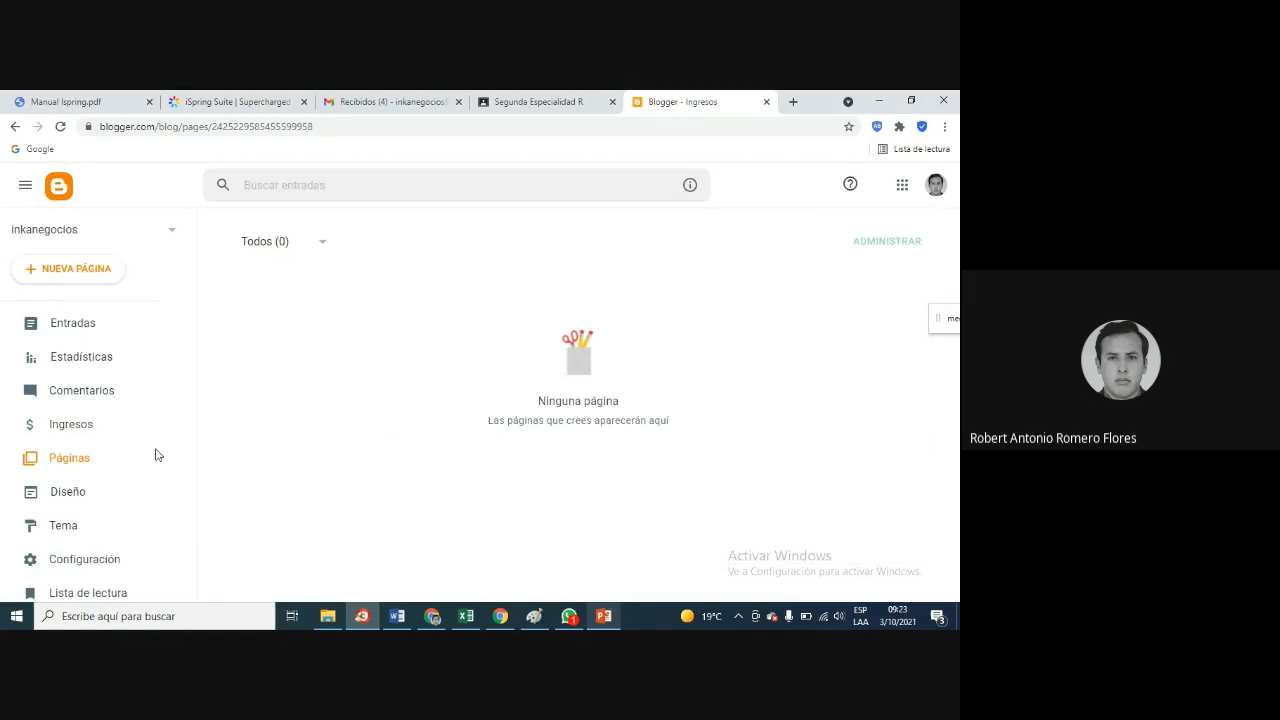 Manual Ispring.pdf
iSpring Suite | Supercharged
Recibidos (4) - inkanegocios
Segunda Especialidad R
Blogger - Ingresos
blogger.com/blog/pages/2425229585455599958
Google
Lista de lectura
Buscar entradas
inkanegocios
Todos (0)
ADMINISTRAR
NUEVA PÁGINA
Entradas
Estadísticas
Comentarios
Ingresos
Páginas
Diseño
Tema
Configuración
Lista de lectura
me
Ninguna página
Las páginas que crees aparecerán aquí
Activar Windows
Ve a Configuración para activar Windows.
Escribe aquí para buscar
19°C
ESP
LAA
09:23
3/10/2021
3
Robert Antonio Romero Flores